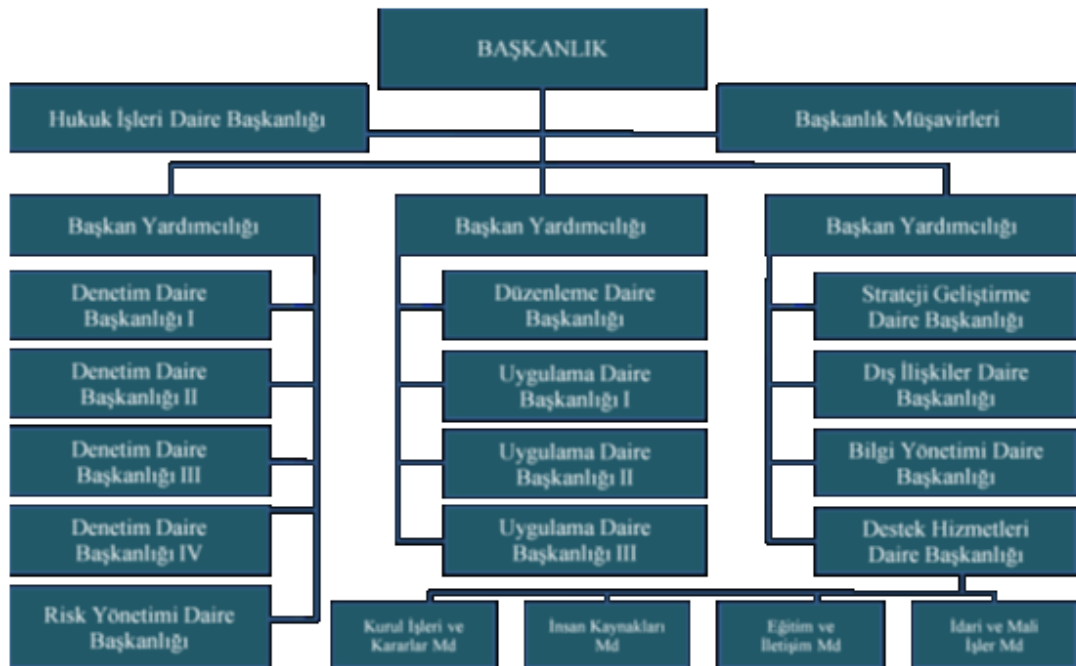 BAŞKANLIK
Hukuk İşleri Daire Başkanlığı
Başkanlık Müşavirleri
Başkan Yardımcılığı
Denetim Daire
Başkanlığı I
Denetim Daire
Başkanlığı II
Denetim Daire
Başkanlığı III
Denetim Daire
Başkanlığı IV
Risk Yönetimi Daire
Başkanlığı
Başkan Yardımcılığı
Düzenleme Daire
Başkanlığı
Uygulama Daire
Başkanlığı I
Uygulama Daire
Başkanlığı II
Uygulama Daire
Başkanlığı III
Başkan Yardımcılığı
Strateji Geliştirme
Daire Başkanlığı
Dış İlişkiler Daire
Başkanlığı
Bilgi Yönetimi Daire
Başkanlığı
Destek Hizmetleri
Daire Başkanlığı
Kurul İşleri ve
Kararlar Md
İnsan Kaynakları
Md
Eğitim ve
İletişim Md
İdari ve Mali
İşler Md